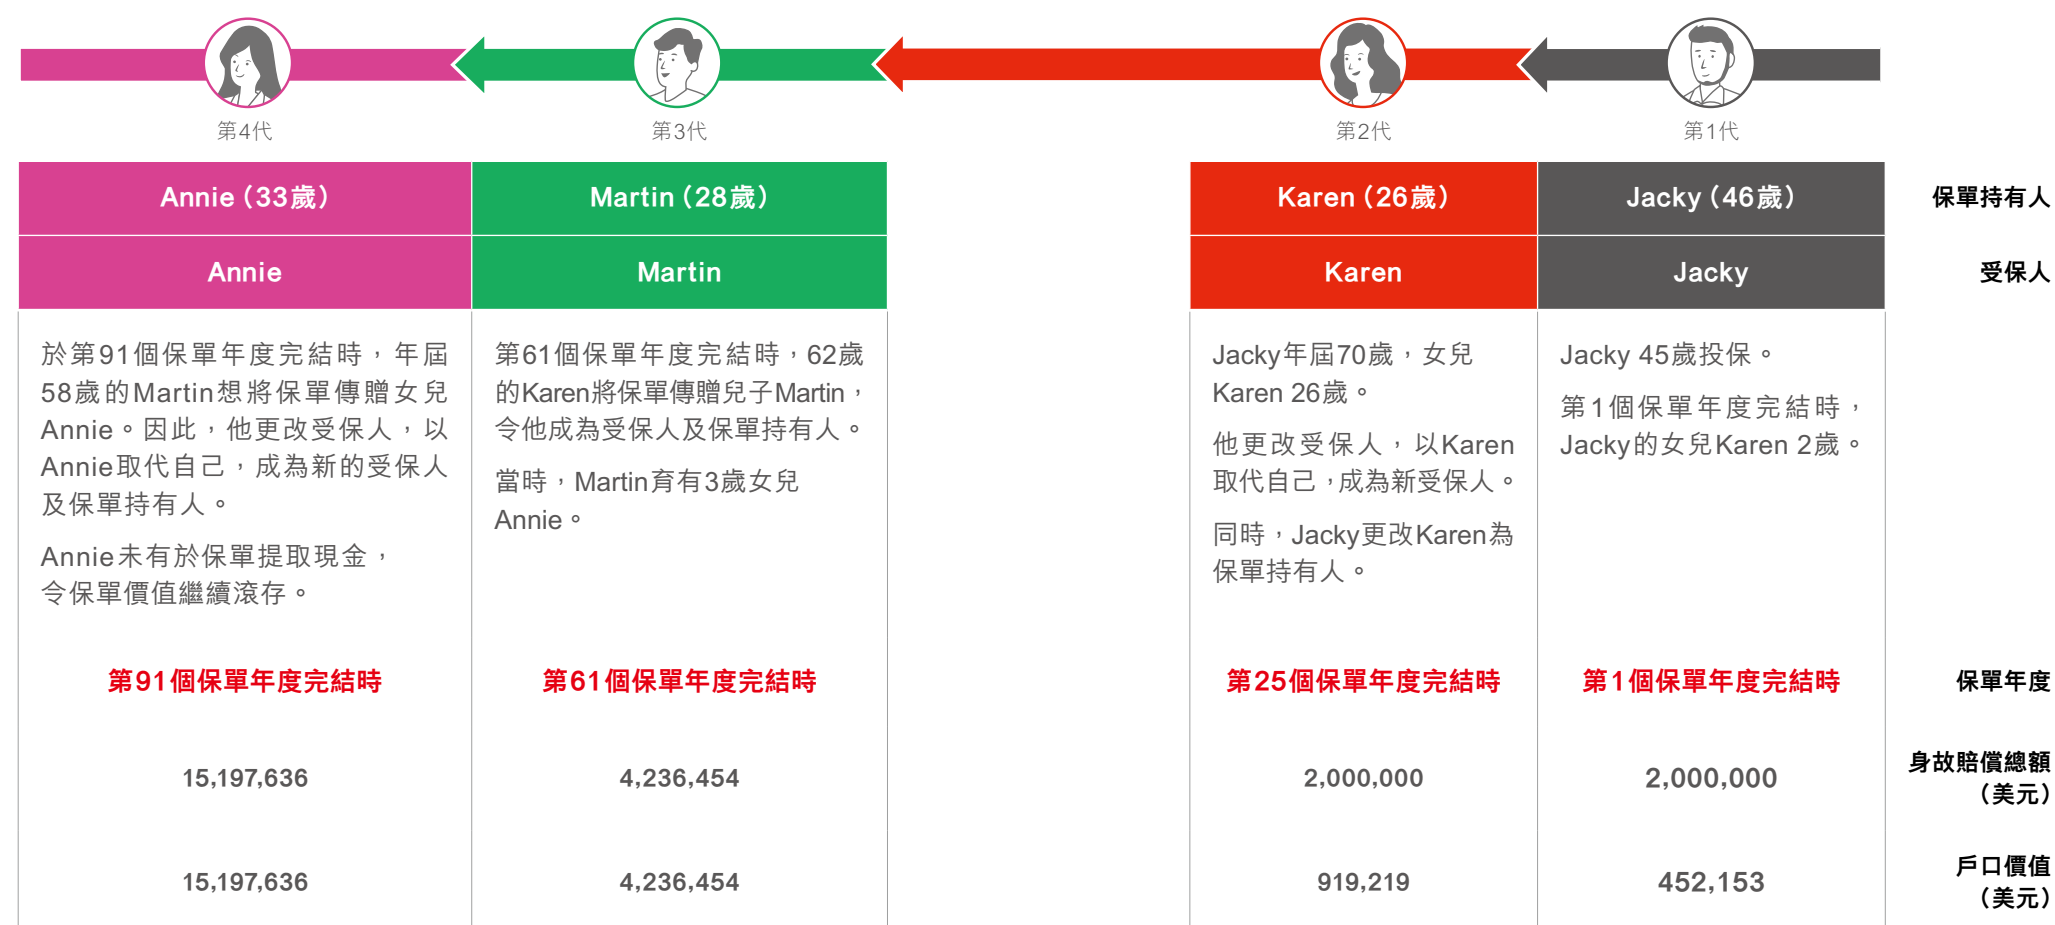 第4代
第3代
第2代
第1代
Annie（33歲）
Martin（28歲）
Karen（26歲）
Jacky（46歲）
保單持有人
Annie
Martin
Karen
Jacky
受保人
於第91個保單年度完結時，年屆
58歲的Martin想將保單傳贈女兒
Annie。因此，他更改受保人，以
Annie取代自己，成為新的受保人
及保單持有人。
Annie未有於保單提取現金，
令保單價值繼續滾存。
第61個保單年度完結時，62歲
的Karen將保單傳贈兒子Martin，
令他成為受保人及保單持有人。
當時，Martin育有3歲女兒
Annie。
Jacky年屆70歲，女兒
Karen 26歲。
他更改受保人，以Karen
取代自己，成為新受保人。
同時，Jacky更改Karen為
保單持有人。
Jacky 45歲投保。
第1個保單年度完結時，
Jacky的女兒Karen 2歲。
第91個保單年度完結時
第61個保單年度完結時
第25個保單年度完結時
第1個保單年度完結時
保單年度
15,197,636
4,236,454
2,000,000
2,000,000
身故賠償總額
（美元）
15,197,636
4,236,454
919,219
452,153
戶口價值
（美元）